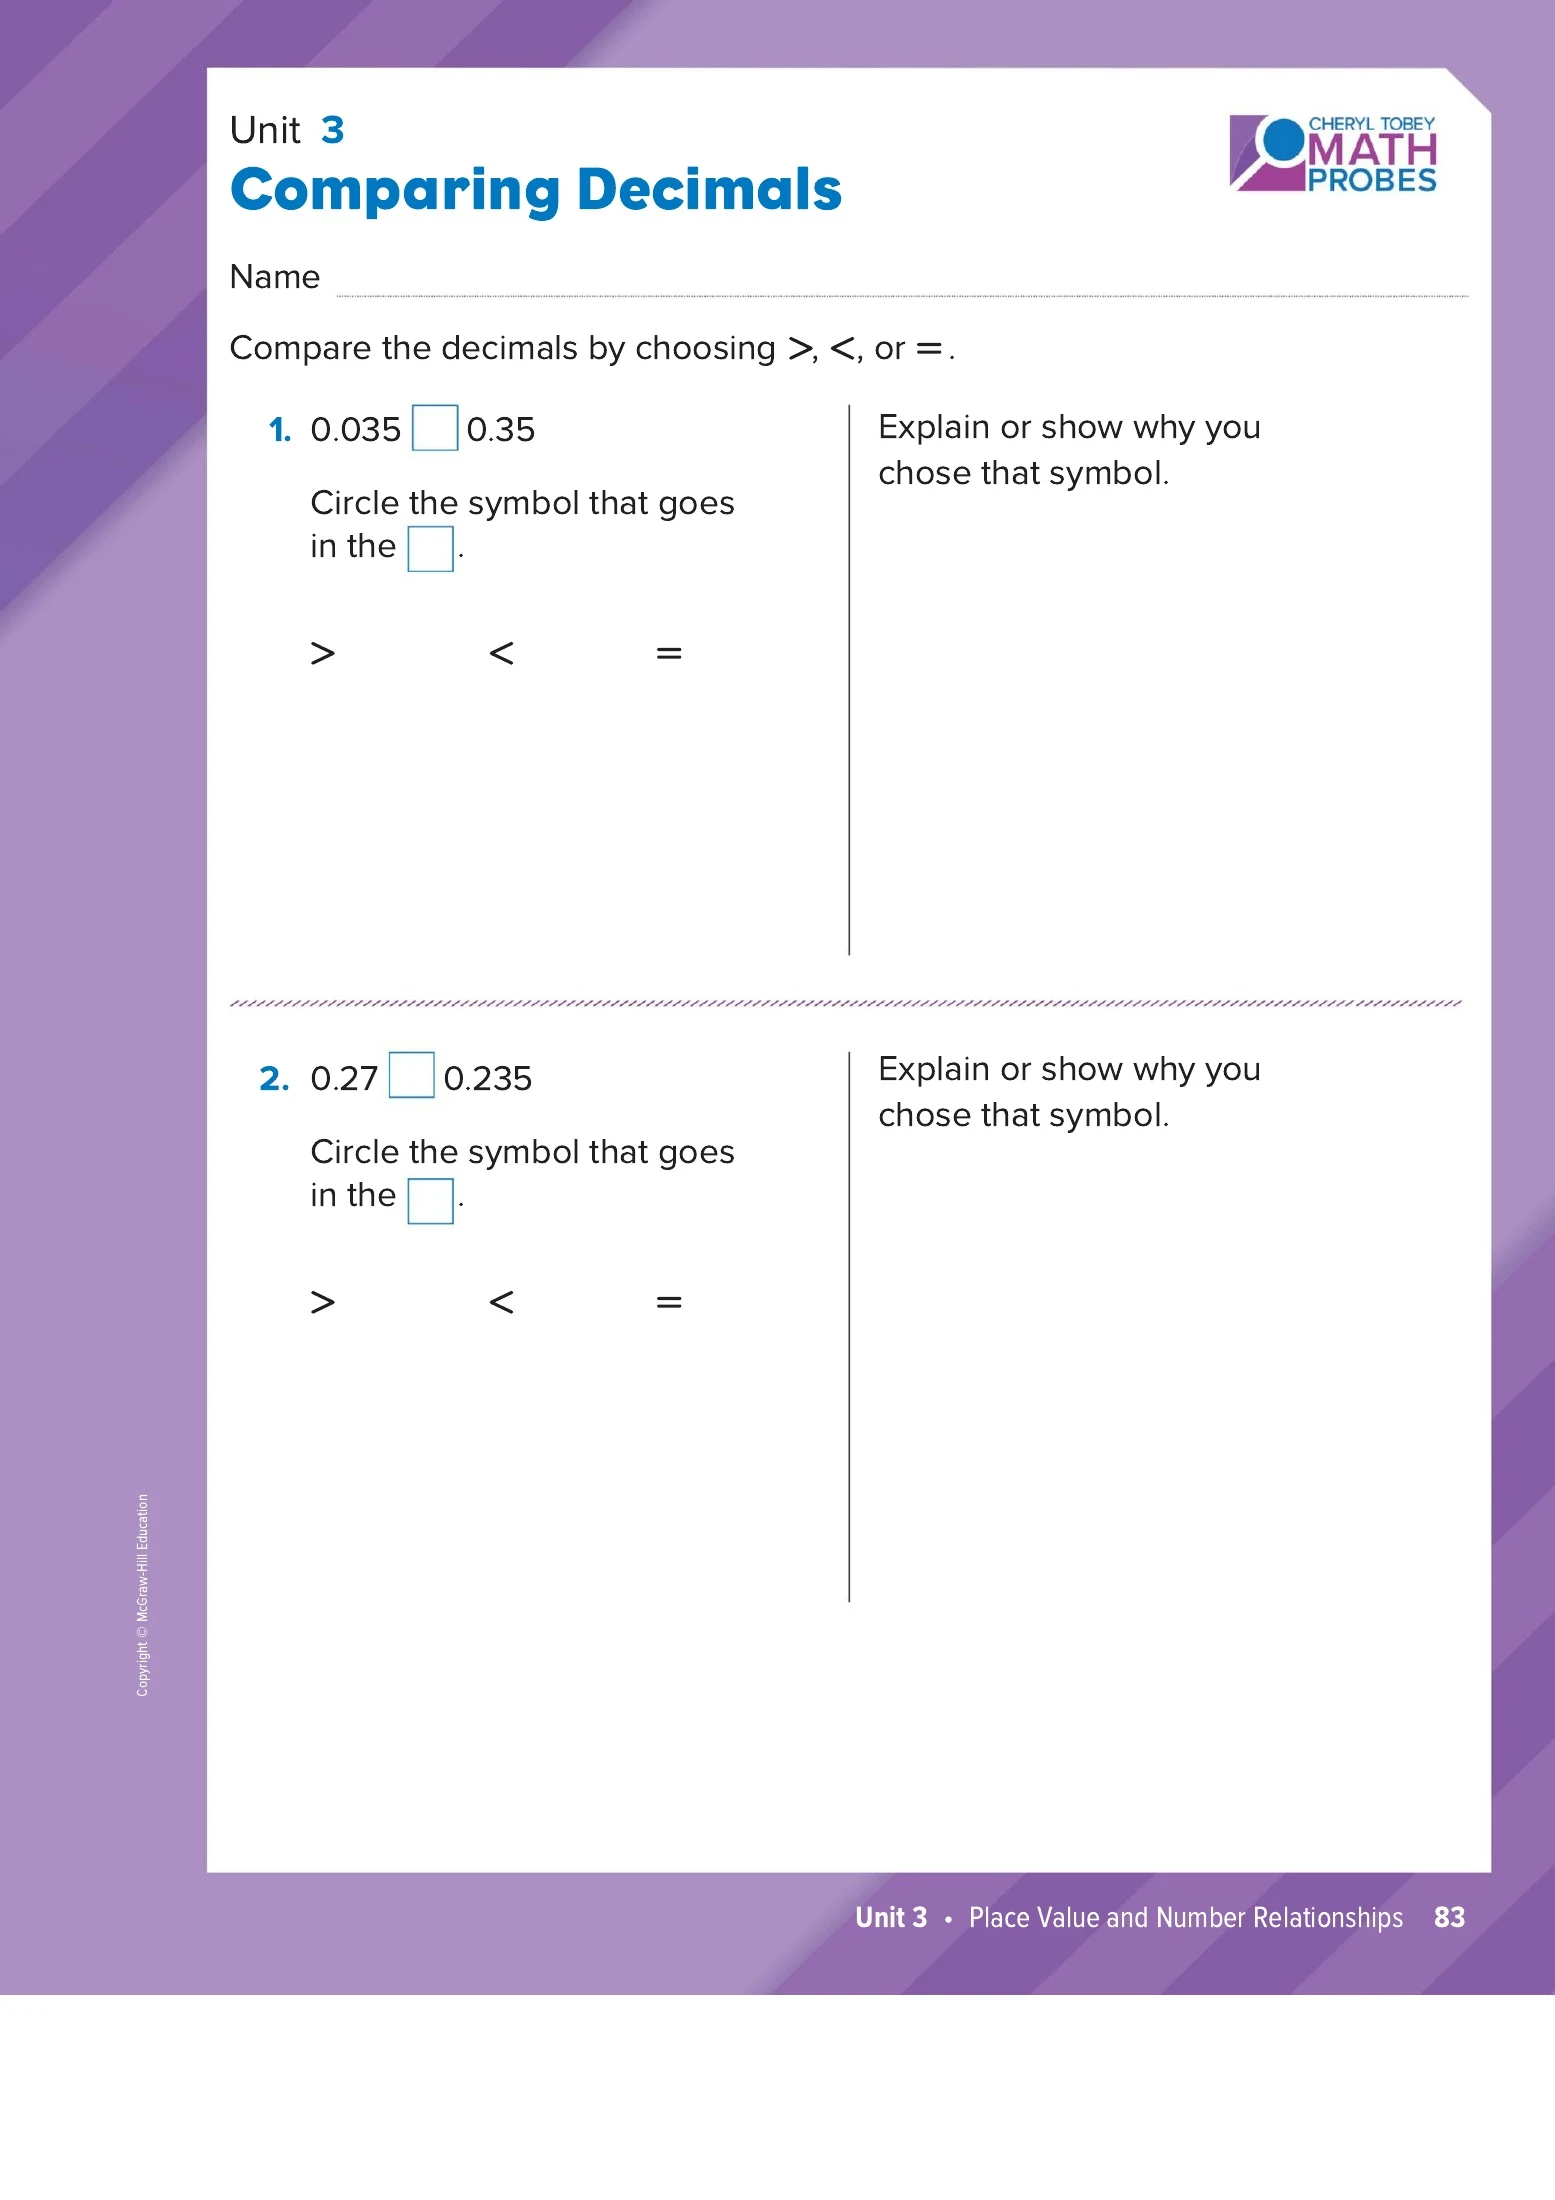 Unit 3
Comparing Decimals
CHERYL TOBEY
MATH
PROBES
Name
Compare the decimals by choosing >, <, or = .
1. 0.035 □ 0.35
Circle the symbol that goes
in the □.
> < =
Explain or show why you
chose that symbol.
2. 0.27 □ 0.235
Circle the symbol that goes
in the □.
> < =
Explain or show why you
chose that symbol.
Copyright © McGraw-Hill Education
Unit 3 • Place Value and Number Relationships 83